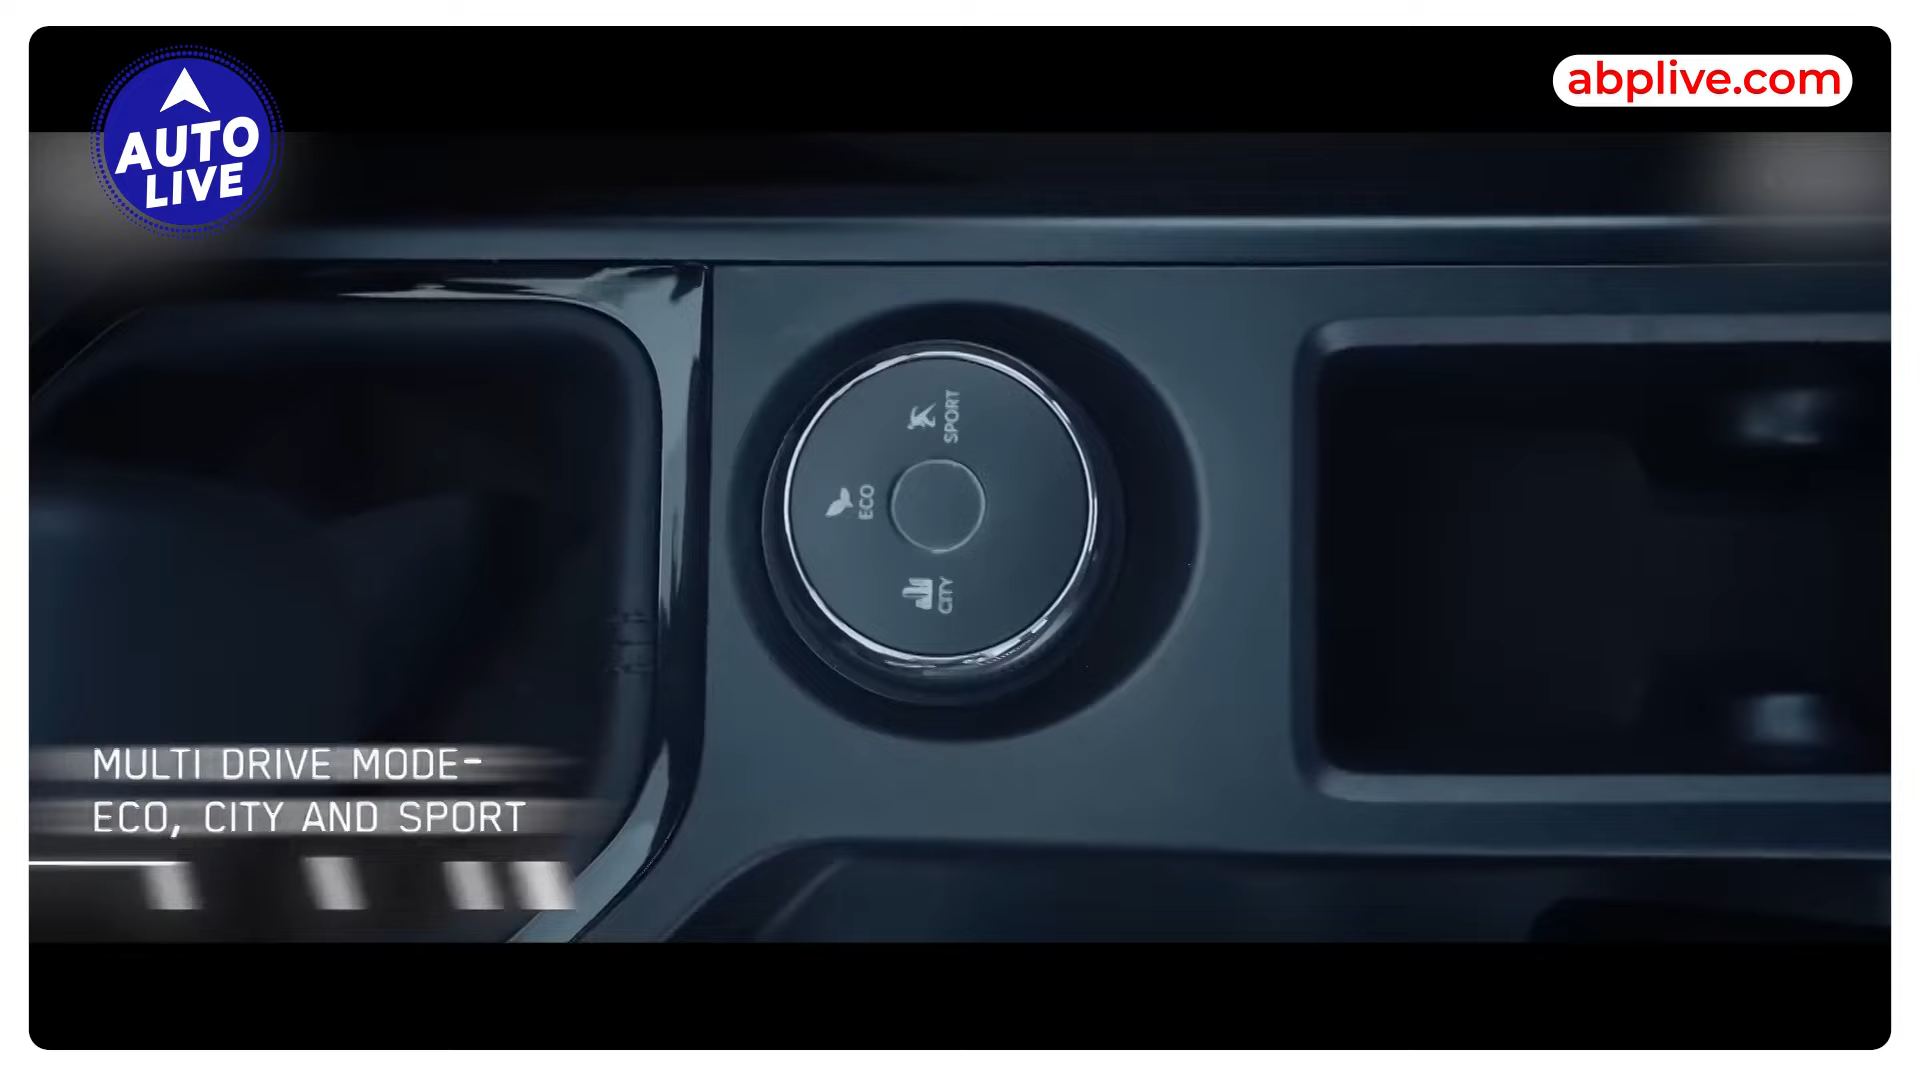 AUTO
LIVE
abplive.com
SPORT
ECO
CITY
MULTI DRIVE MODE-
ECO, CITY AND SPORT